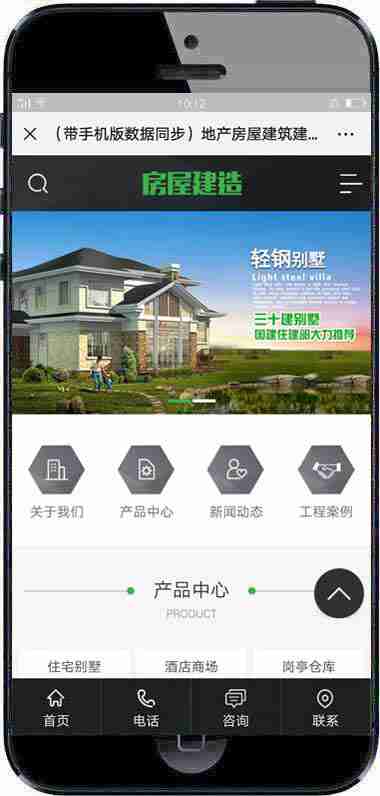 10:12
（带手机版数据同步）地产房屋建筑建...
房屋建造
轻钢别墅
Light steel villa
三十建别墅
国建住建部大力推荐
关于我们
产品中心
新闻动态
工程案例
产品中心
PRODUCT
住宅别墅
酒店商场
岗亭仓库
首页
电话
咨询
联系